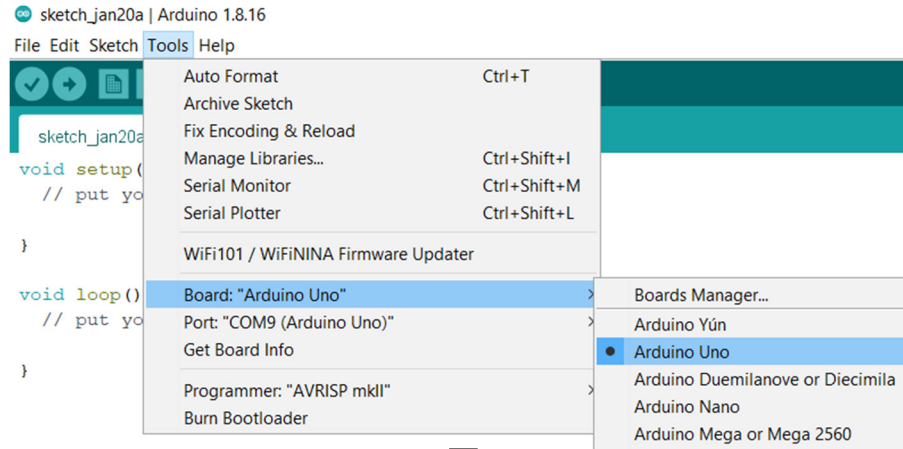 sketch_jan20a | Arduino 1.8.16
File Edit Sketch Tools Help
Auto Format Ctrl+T
Archive Sketch
Fix Encoding & Reload
Manage Libraries... Ctrl+Shift+I
Serial Monitor Ctrl+Shift+M
Serial Plotter Ctrl+Shift+L
WiFi101 / WiFiNINA Firmware Updater
Board: "Arduino Uno"
Port: "COM9 (Arduino Uno)"
Get Board Info
Programmer: "AVRISP mkII"
Burn Bootloader
Boards Manager...
Arduino Yún
Arduino Uno
Arduino Duemilanove or Diecimila
Arduino Nano
Arduino Mega or Mega 2560
sketch_jan20a
void setup(
// put yo
}
void loop()
// put yo
}